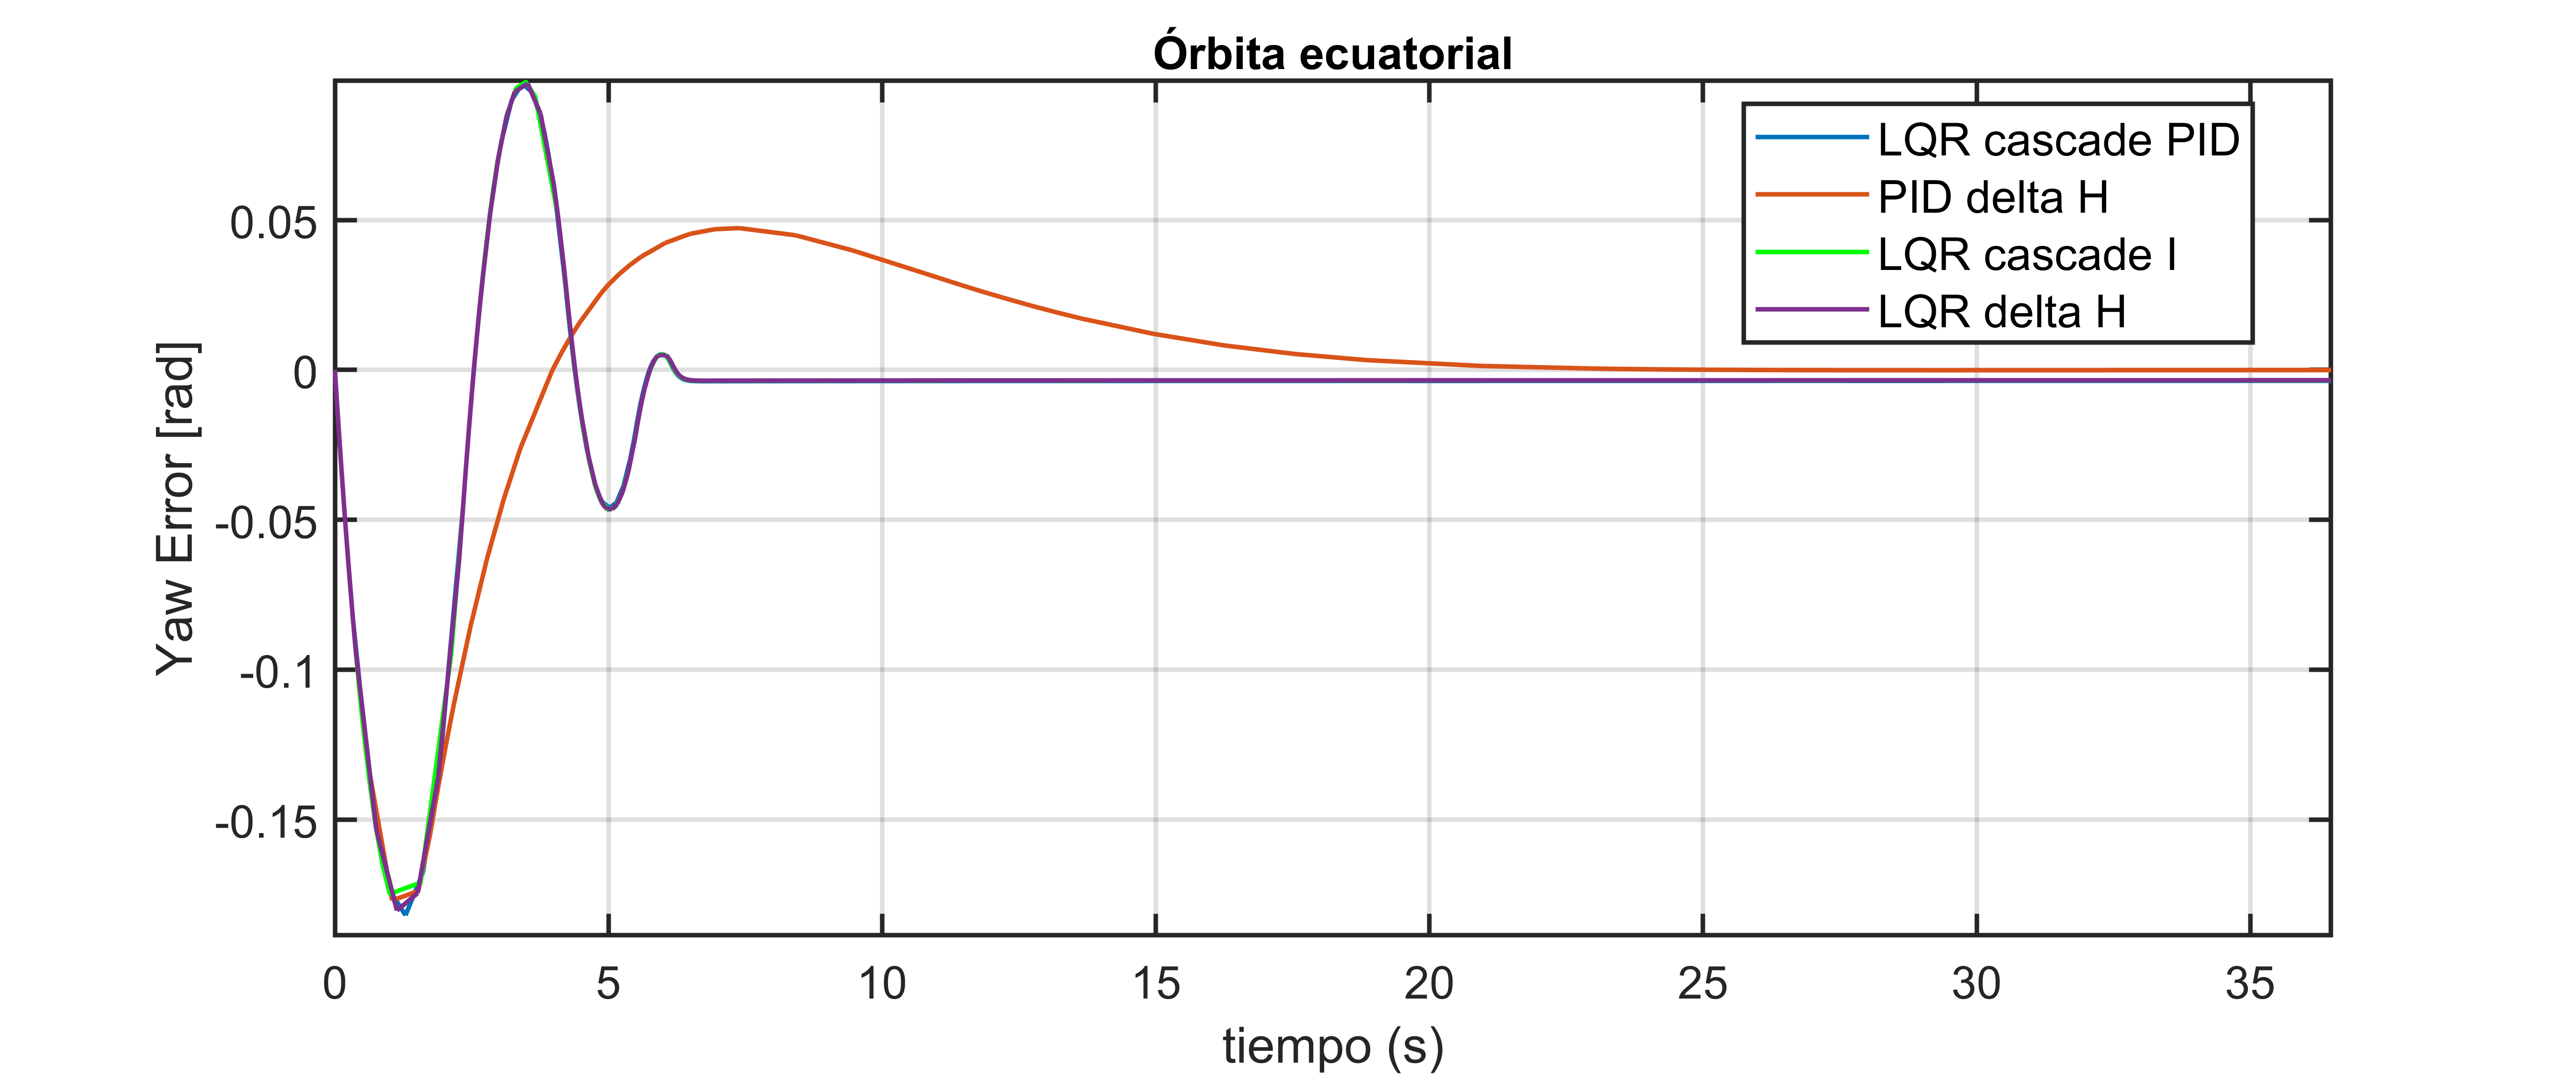 Órbita ecuatorial
LQR cascade PID
PID delta H
LQR cascade I
LQR delta H
0.05
0
-0.05
-0.1
-0.15
Yaw Error [rad]
0 5 10 15 20 25 30 35
tiempo (s)